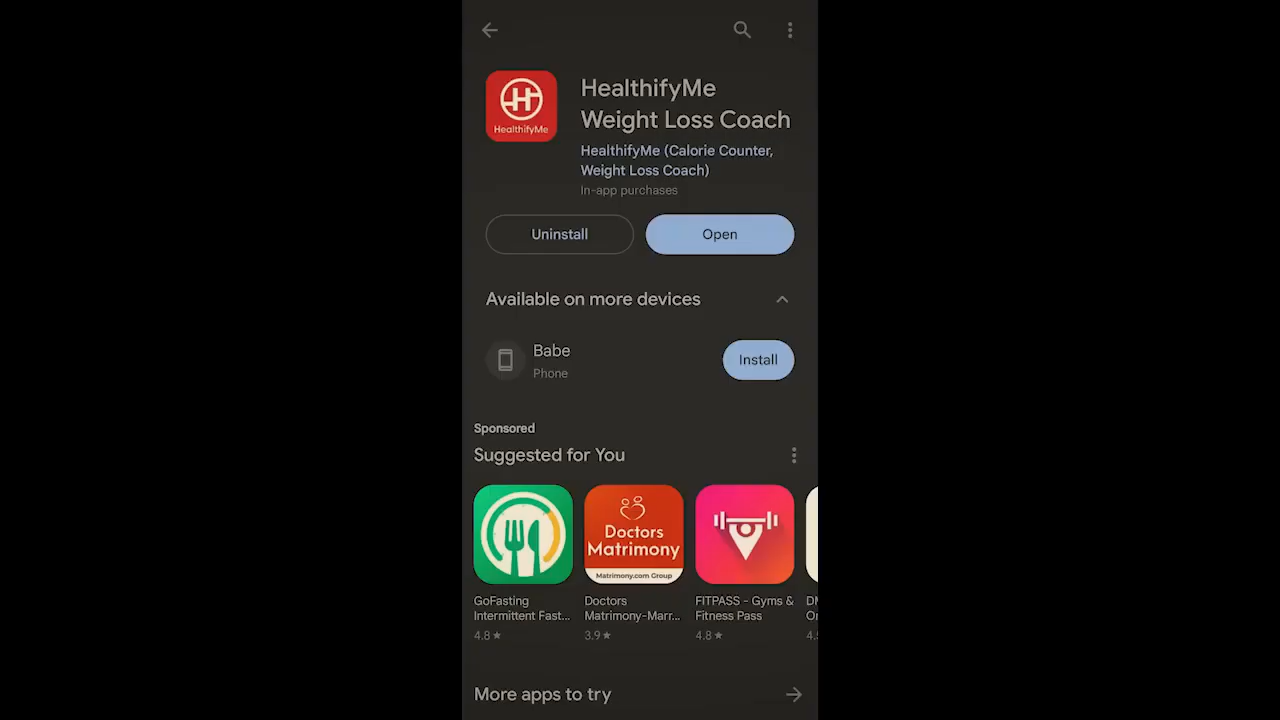 HealthifyMe
HealthifyMe
Weight Loss Coach
HealthifyMe (Calorie Counter,
Weight Loss Coach)
In-app purchases
Uninstall
Open
Available on more devices
Babe
Phone
Install
Sponsored
Suggested for You
Doctors
Matrimony
Matrimony.com Group
GoFasting
Intermittent Fast...
4.8★
Doctors
Matrimony-Marr...
3.9★
FITPASS - Gyms &
Fitness Pass
4.8★
More apps to try